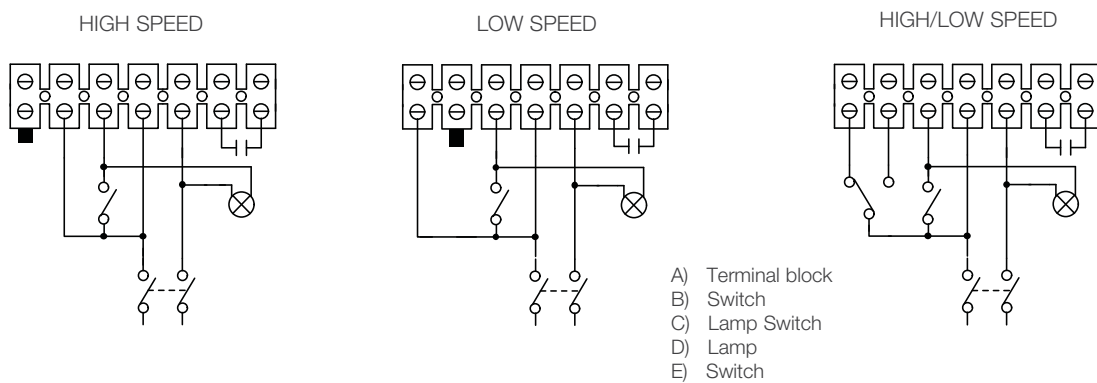 HIGH SPEED
LOW SPEED
HIGH/LOW SPEED
A) Terminal block
B) Switch
C) Lamp Switch
D) Lamp
E) Switch